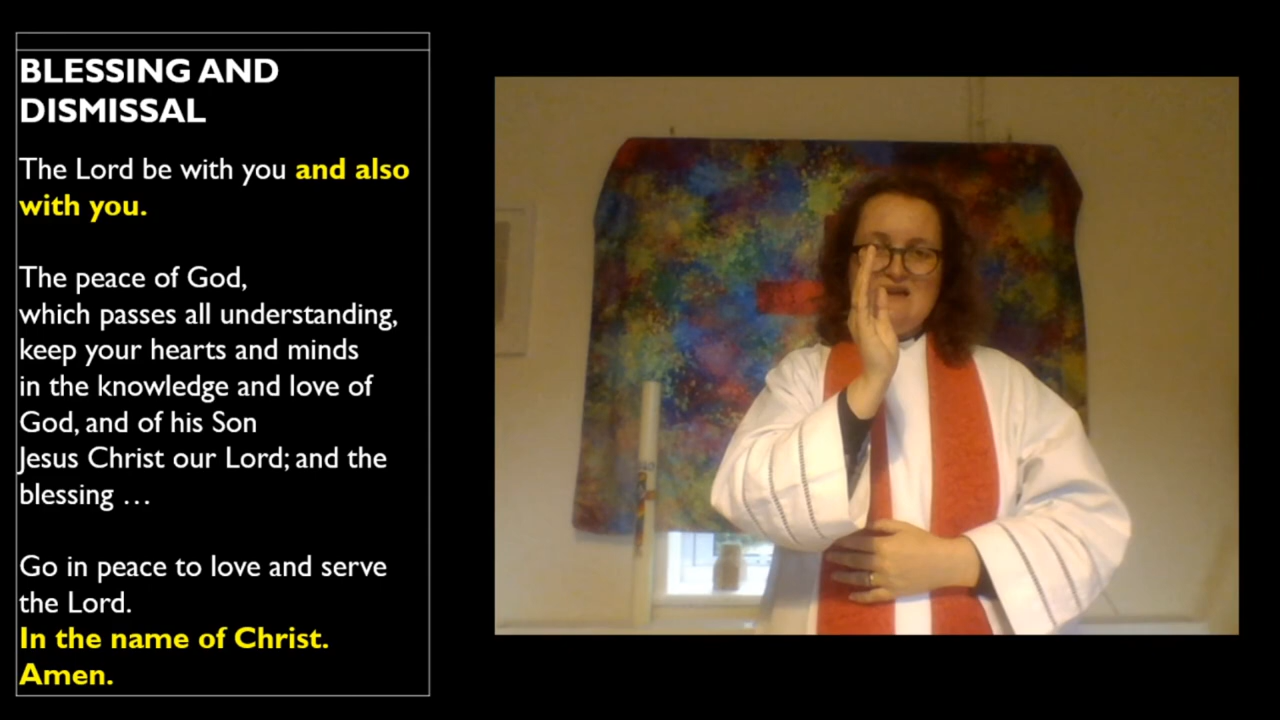 BLESSING AND
DISMISSAL
The Lord be with you and also
with you.
The peace of God,
which passes all understanding,
keep your hearts and minds
in the knowledge and love of
God, and of his Son
Jesus Christ our Lord; and the
blessing …
Go in peace to love and serve
the Lord.
In the name of Christ.
Amen.